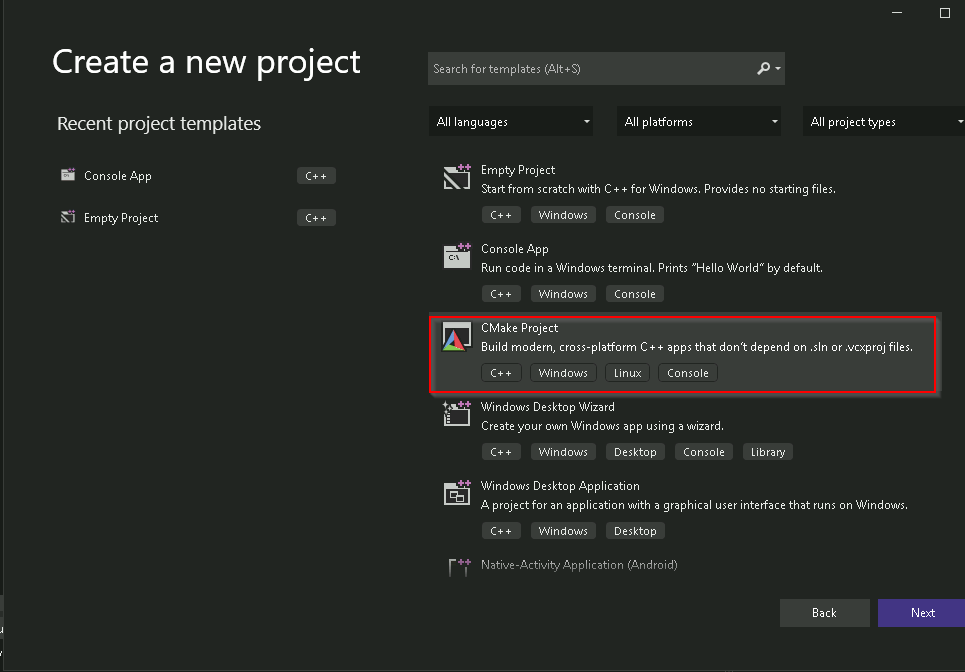 Create a new project
Search for templates (Alt+S)
Recent project templates
All languages
All platforms
All project types
Console App
C++
Empty Project
C++
Empty Project
Start from scratch with C++ for Windows. Provides no starting files.
C++ Windows Console
Console App
C:\
Run code in a Windows terminal. Prints "Hello World" by default.
C++ Windows Console
CMake Project
Build modern, cross-platform C++ apps that don't depend on .sln or .vcxproj files.
C++ Windows Linux Console
Windows Desktop Wizard
Create your own Windows app using a wizard.
C++ Windows Desktop Console Library
Windows Desktop Application
A project for an application with a graphical user interface that runs on Windows.
C++ Windows Desktop
Native-Activity Application (Android)
Back
Next